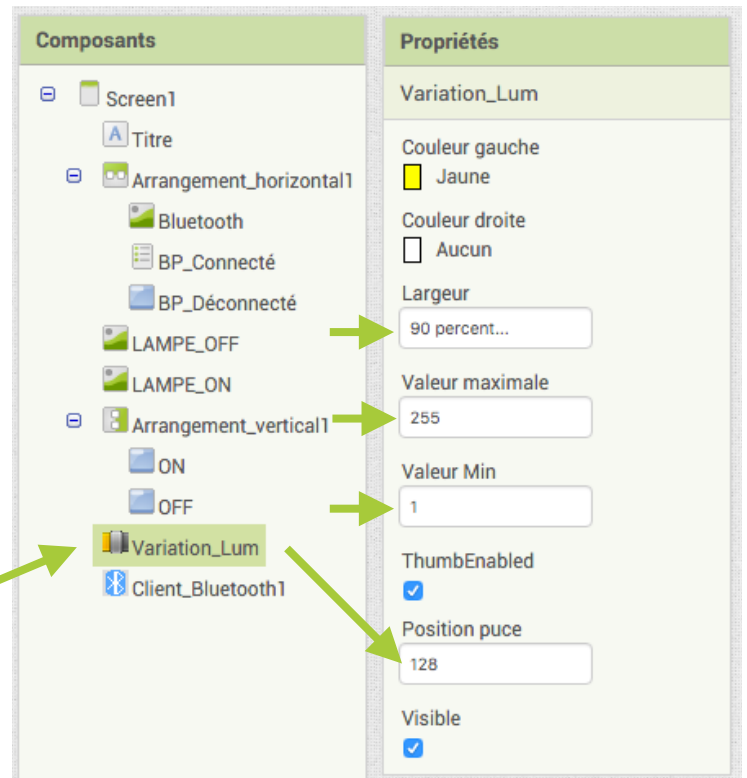 Composants
Screen1
Titre
Arrangement_horizontal1
Bluetooth
BP_Connecté
BP_Déconnecté
LAMPE_OFF
LAMPE_ON
Arrangement_vertical1
ON
OFF
Variation_Lum
Client_Bluetooth1
Propriétés
Variation_Lum
Couleur gauche
Jaune
Couleur droite
Aucun
Largeur
90 percent...
Valeur maximale
255
Valeur Min
1
ThumbEnabled
Position puce
128
Visible